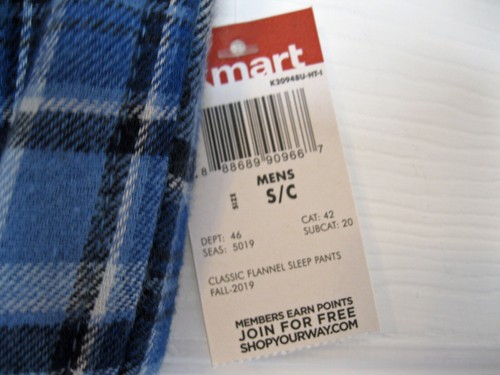 mart
K20948U-HT-I
8 88689 90966 7
SIZE
MENS
S/C
DEPT: 46 CAT: 42
SEAS: 5019 SUBCAT: 20
CLASSIC FLANNEL SLEEP PANTS
FALL-2019
MEMBERS EARN POINTS
JOIN FOR FREE
SHOPYOURWAY.COM